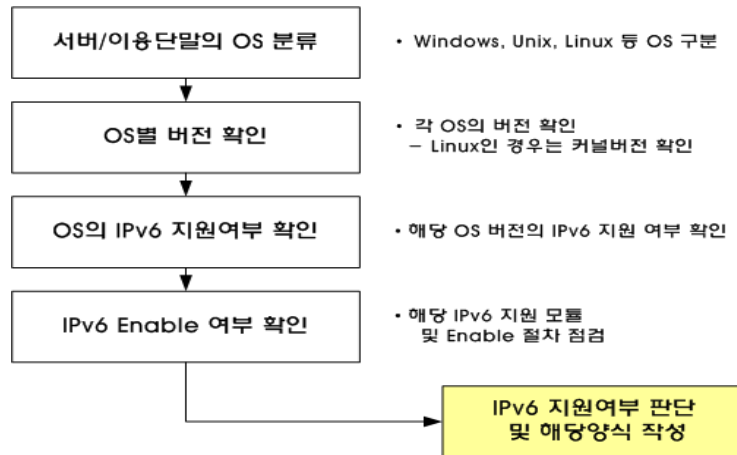 서버/이용단말의 OS 분류
• Windows, Unix, Linux 등 OS 구분
OS별 버전 확인
• 각 OS의 버전 확인
– Linux인 경우는 커널버전 확인
OS의 IPv6 지원여부 확인
• 해당 OS 버전의 IPv6 지원 여부 확인
IPv6 Enable 여부 확인
• 해당 IPv6 지원 모듈
및 Enable 절차 점검
IPv6 지원여부 판단
및 해당양식 작성